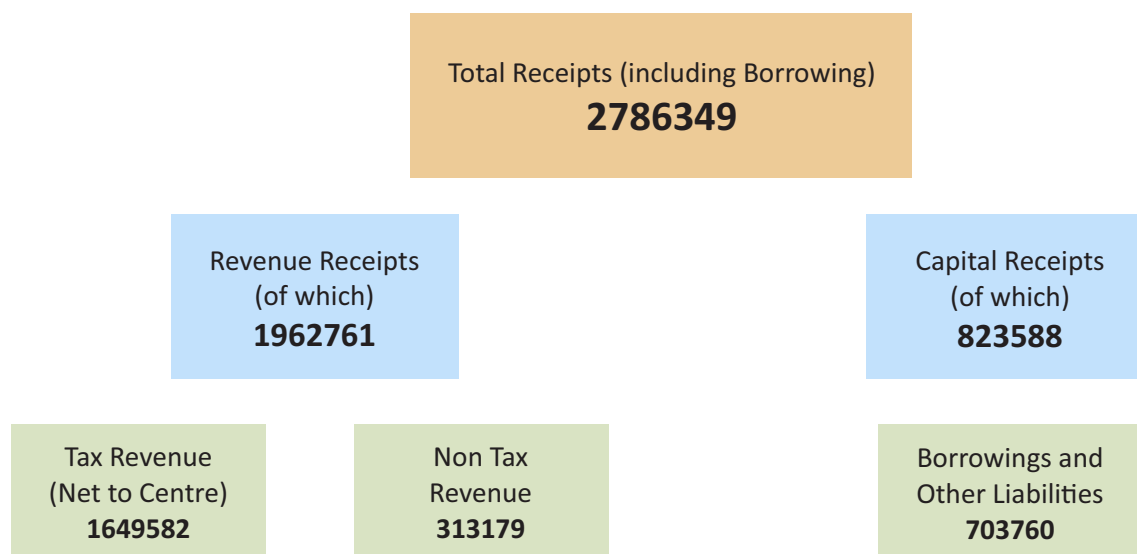 Total Receipts (including Borrowing)
2786349
Revenue Receipts
(of which)
1962761
Capital Receipts
(of which)
823588
Tax Revenue
(Net to Centre)
1649582
Non Tax
Revenue
313179
Borrowings and
Other Liabilities
703760